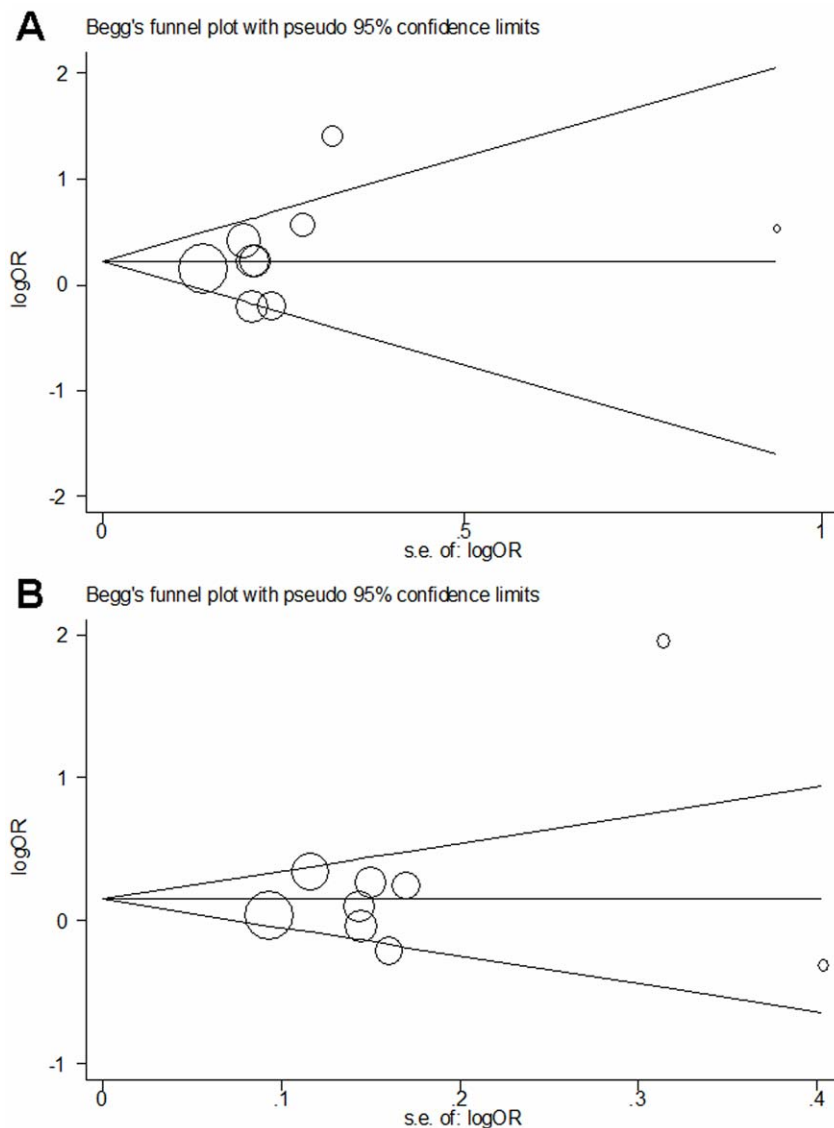 A
Begg's funnel plot with pseudo 95% confidence limits
2
1
0
-1
-2
logOR
0 .5 1
s.e. of: logOR
B
Begg's funnel plot with pseudo 95% confidence limits
2
1
0
-1
logOR
0 .1 .2 .3 .4
s.e. of: logOR